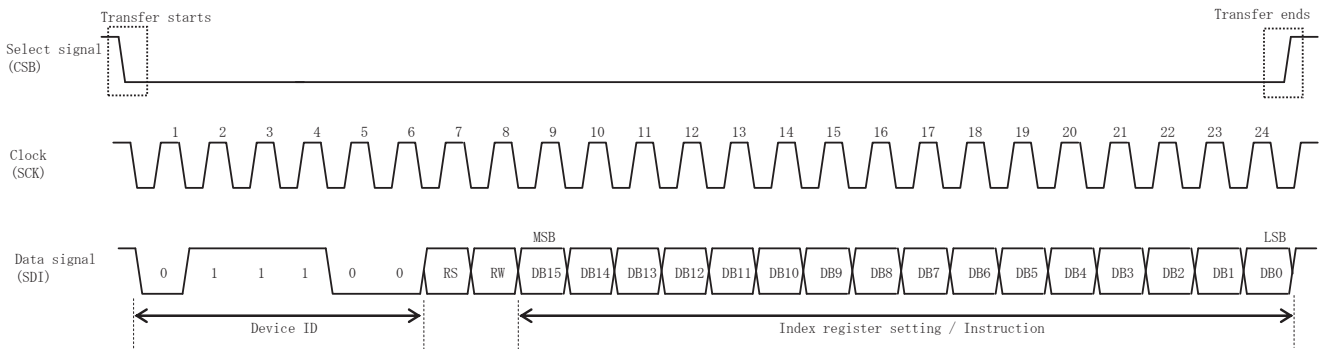 Transfer starts
Transfer ends
Select signal
(CSB)
1 2 3 4 5 6 7 8 9 10 11 12 13 14 15 16 17 18 19 20 21 22 23 24
Clock
(SCK)
MSB
LSB
Data signal
(SDI)
0 1 1 1 0 0 RS RW DB15 DB14 DB13 DB12 DB11 DB10 DB9 DB8 DB7 DB6 DB5 DB4 DB3 DB2 DB1 DB0
Device ID
Index register setting / Instruction